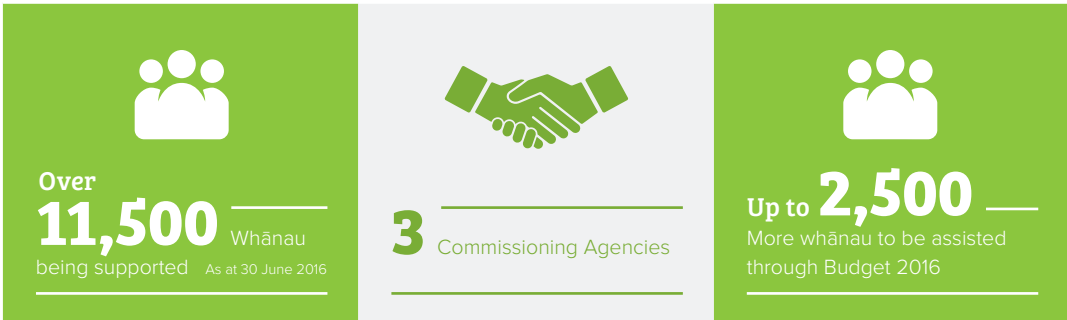 Over
11,500 Whānau
being supported As at 30 June 2016
3 Commissioning Agencies
Up to 2,500
More whānau to be assisted
through Budget 2016